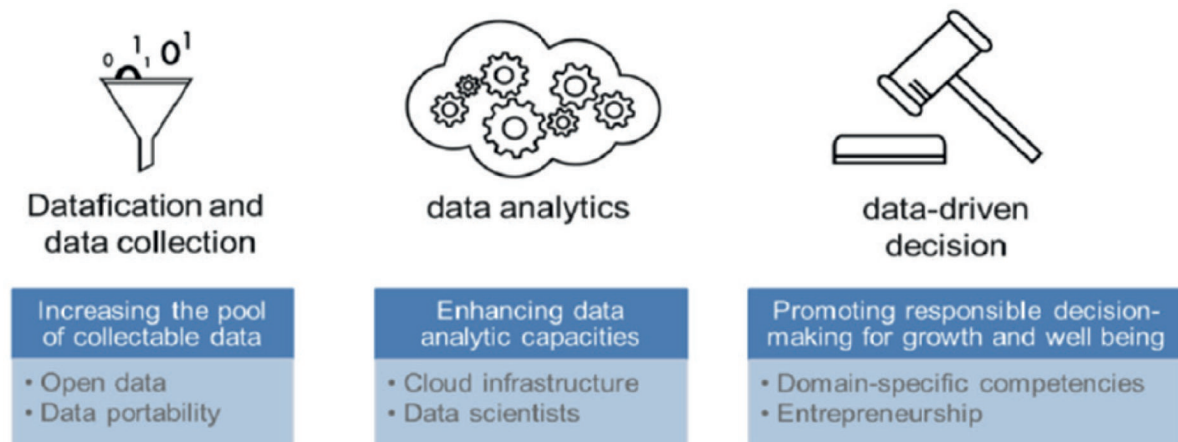 0 1 1 0 1
Datafication and
data collection
data analytics
data-driven
decision
Increasing the pool
of collectable data
• Open data
• Data portability
Enhancing data
analytic capacities
• Cloud infrastructure
• Data scientists
Promoting responsible decision-
making for growth and well being
• Domain-specific competencies
• Entrepreneurship